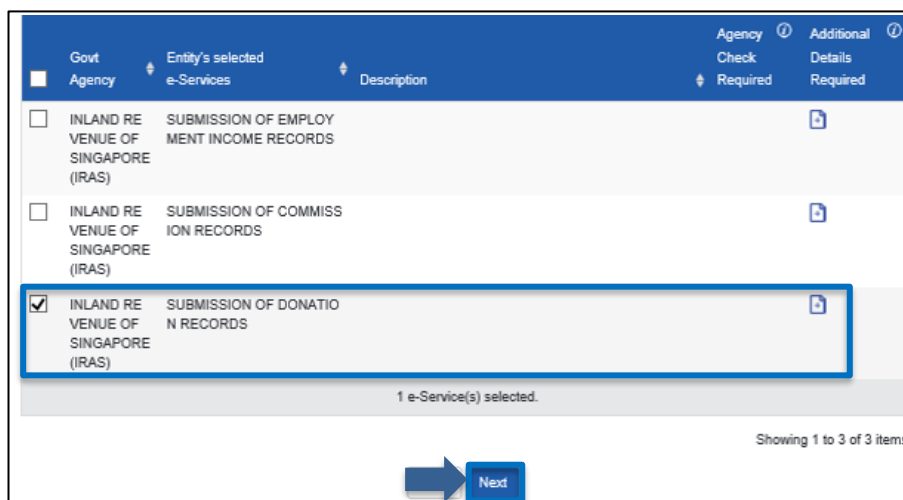 Govt Agency
Entity's selected e-Services
Description
Agency Check Required
Additional Details Required
INLAND RE
VENUE OF
SINGAPORE
(IRAS)
SUBMISSION OF EMPLOY
MENT INCOME RECORDS
INLAND RE
VENUE OF
SINGAPORE
(IRAS)
SUBMISSION OF COMMISS
ION RECORDS
INLAND RE
VENUE OF
SINGAPORE
(IRAS)
SUBMISSION OF DONATIO
N RECORDS
1 e-Service(s) selected.
Showing 1 to 3 of 3 items
Next